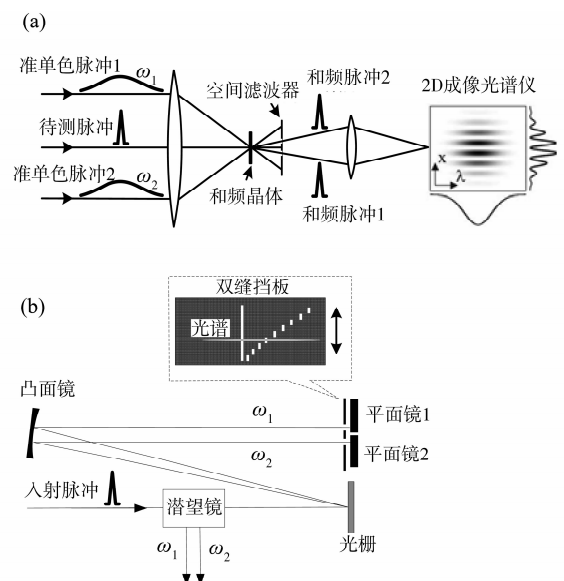 (a)
准单色脉冲1
ω₁
待测脉冲
准单色脉冲2
ω₂
空间滤波器
和频晶体
和频脉冲2
和频脉冲1
2D成像光谱仪
x
λ
(b)
双缝挡板
光谱
凸面镜
ω₁
平面镜1
ω₂
平面镜2
入射脉冲
潜望镜
光栅
ω₁ ω₂